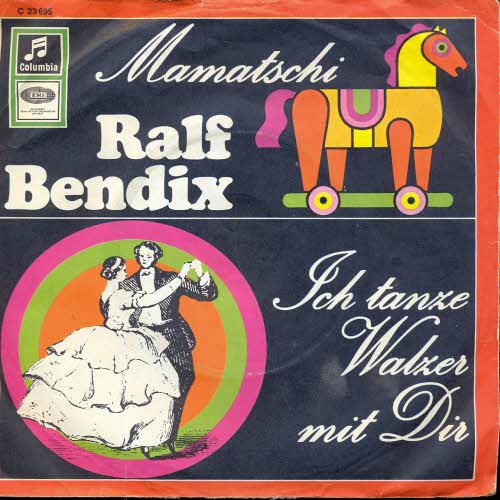 C 23 695
Columbia
EMI
Mamatschi
Ralf
Bendix
Ich tanze
Walzer
mit Dir